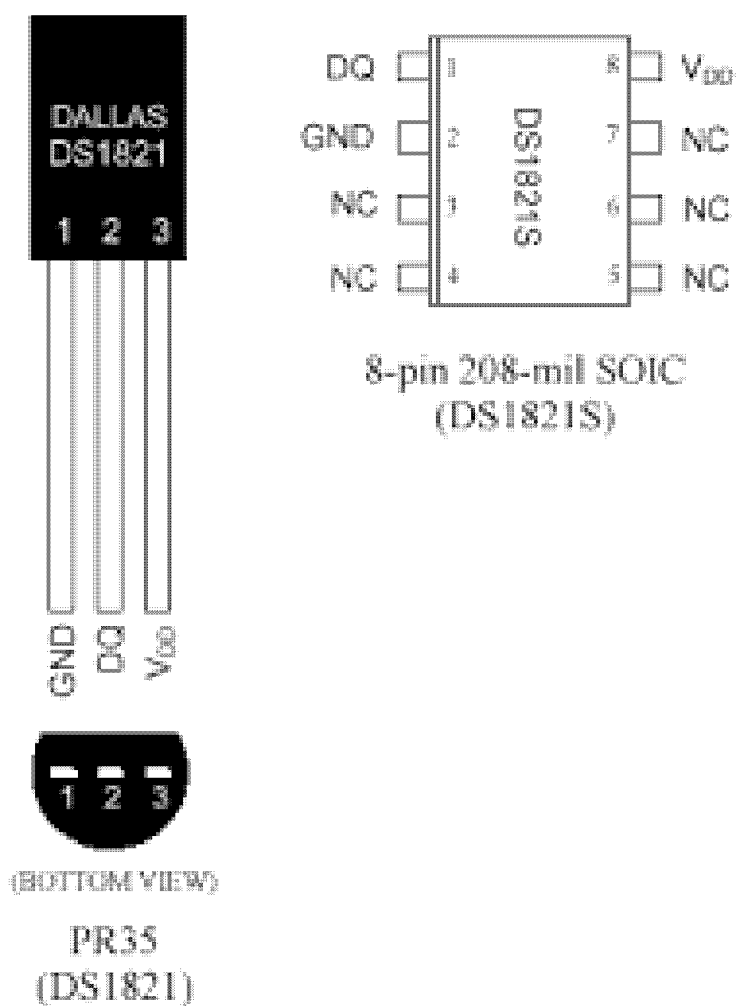 DALLAS
DS1821
1 2 3
GND DQ VDD
1 2 3
(BOTTOM VIEW)
PR35
(DS1821)
DQ 1 8 VDD
GND 2 7 NC
NC 3 6 NC
NC 4 5 NC
DS1821S
8-pin 208-mil SOIC
(DS1821S)